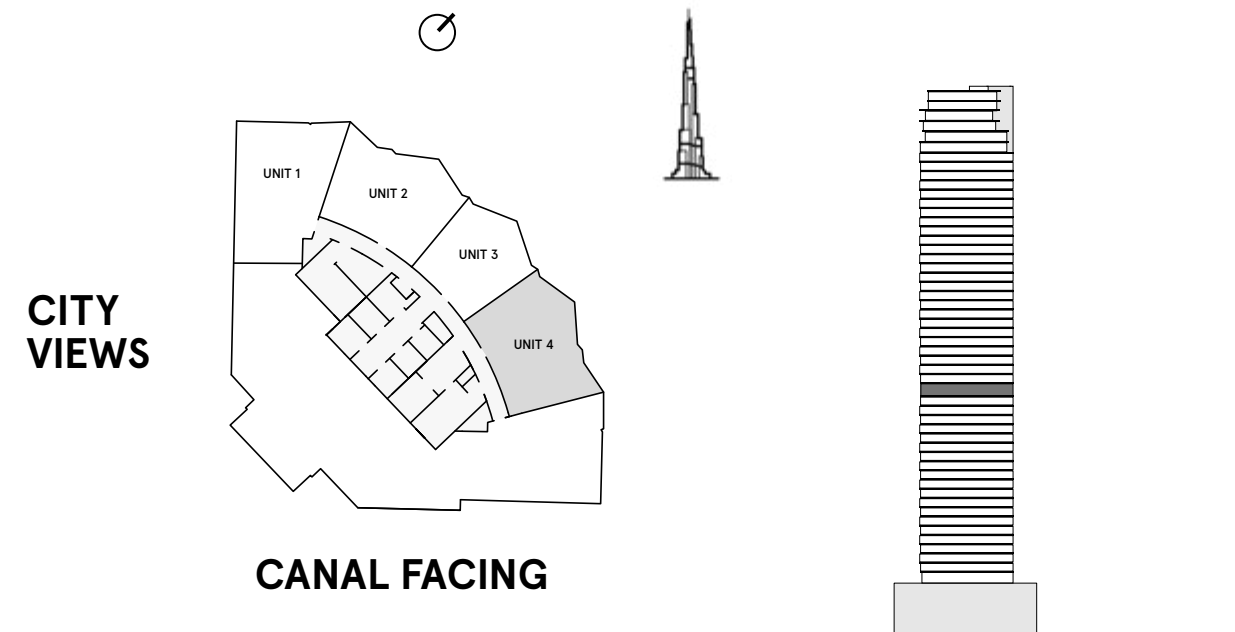 UNIT 1
UNIT 2
UNIT 3
UNIT 4
CITY
VIEWS
CANAL FACING